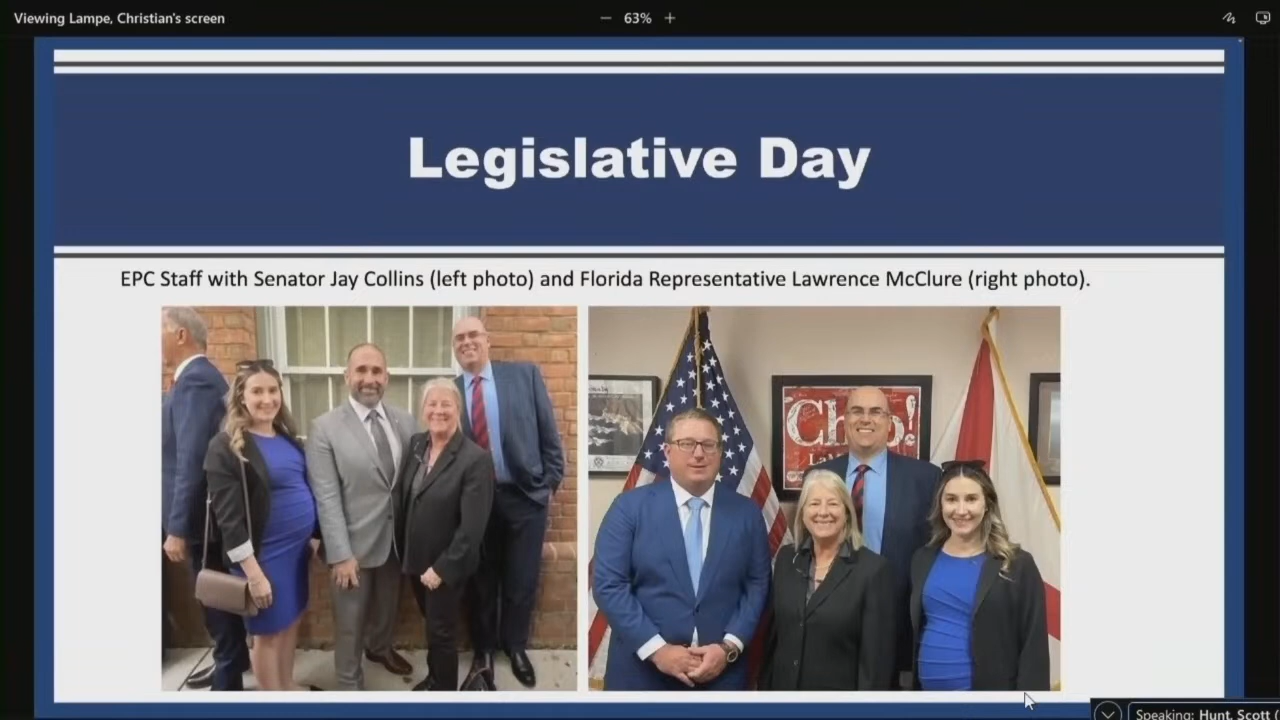 Viewing Lampe, Christian's screen
63%
Legislative Day
EPC Staff with Senator Jay Collins (left photo) and Florida Representative Lawrence McClure (right photo).
Speaking: Hunt, Scott (